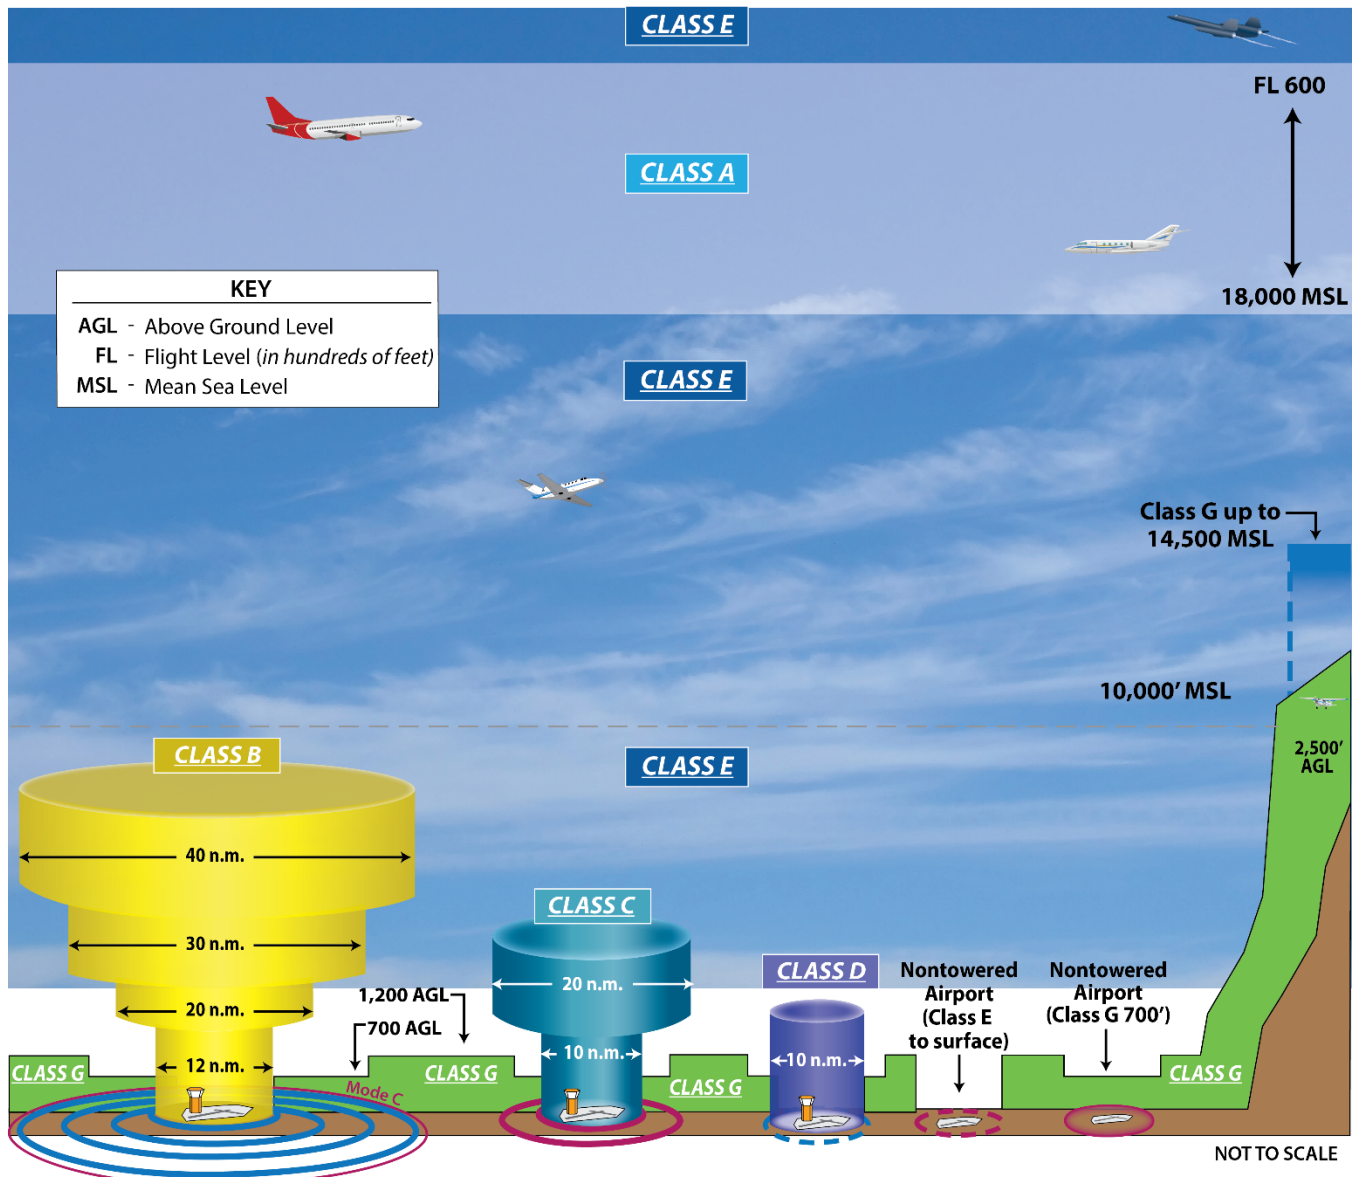 CLASS E
FL 600
CLASS A
18,000 MSL
KEY
AGL - Above Ground Level
FL - Flight Level (in hundreds of feet)
MSL - Mean Sea Level
CLASS E
Class G up to
14,500 MSL
10,000’ MSL
2,500’
AGL
CLASS B
CLASS E
40 n.m.
30 n.m.
20 n.m.
12 n.m.
CLASS C
20 n.m.
10 n.m.
CLASS D
10 n.m.
1,200 AGL
700 AGL
Nontowered
Airport
(Class E
to surface)
Nontowered
Airport
(Class G 700’)
CLASS G
CLASS G
CLASS G
CLASS G
Mode C
NOT TO SCALE